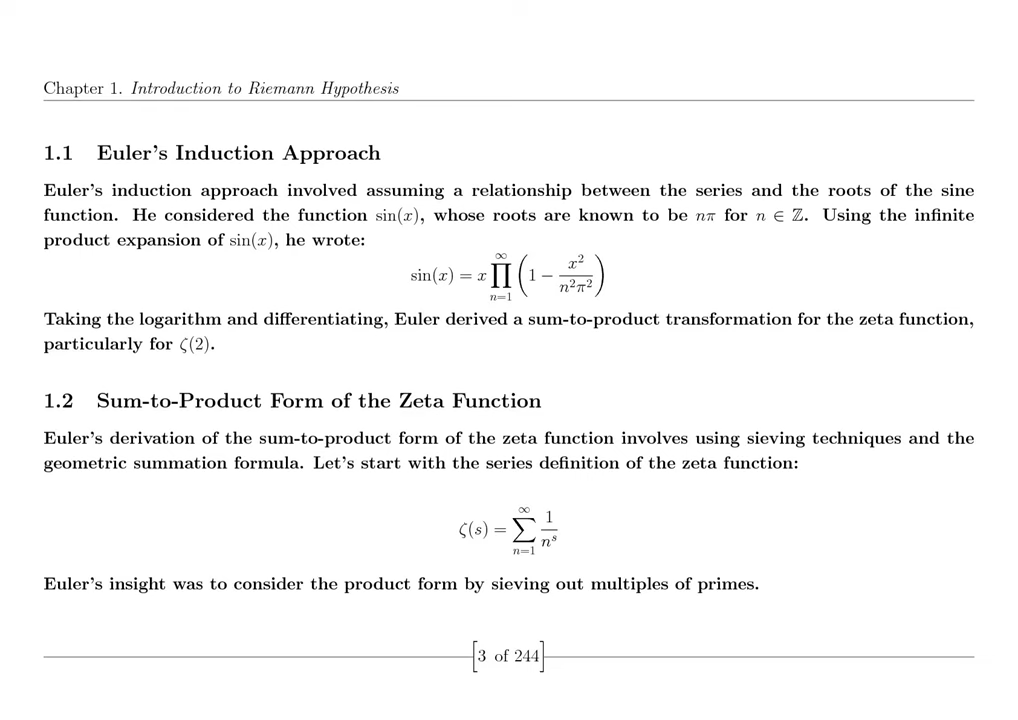 Chapter 1. Introduction to Riemann Hypothesis
1.1 Euler's Induction Approach
Euler's induction approach involved assuming a relationship between the series and the roots of the sine
function. He considered the function sin(x), whose roots are known to be nπ for n ∈ ℤ. Using the infinite
product expansion of sin(x), he wrote:
sin(x) = x ∏_{n=1}^{∞} (1 − x²/(n²π²))
Taking the logarithm and differentiating, Euler derived a sum-to-product transformation for the zeta function,
particularly for ζ(2).
1.2 Sum-to-Product Form of the Zeta Function
Euler's derivation of the sum-to-product form of the zeta function involves using sieving techniques and the
geometric summation formula. Let's start with the series definition of the zeta function:
ζ(s) = ∑_{n=1}^{∞} 1/n^s
Euler's insight was to consider the product form by sieving out multiples of primes.
[3 of 244]